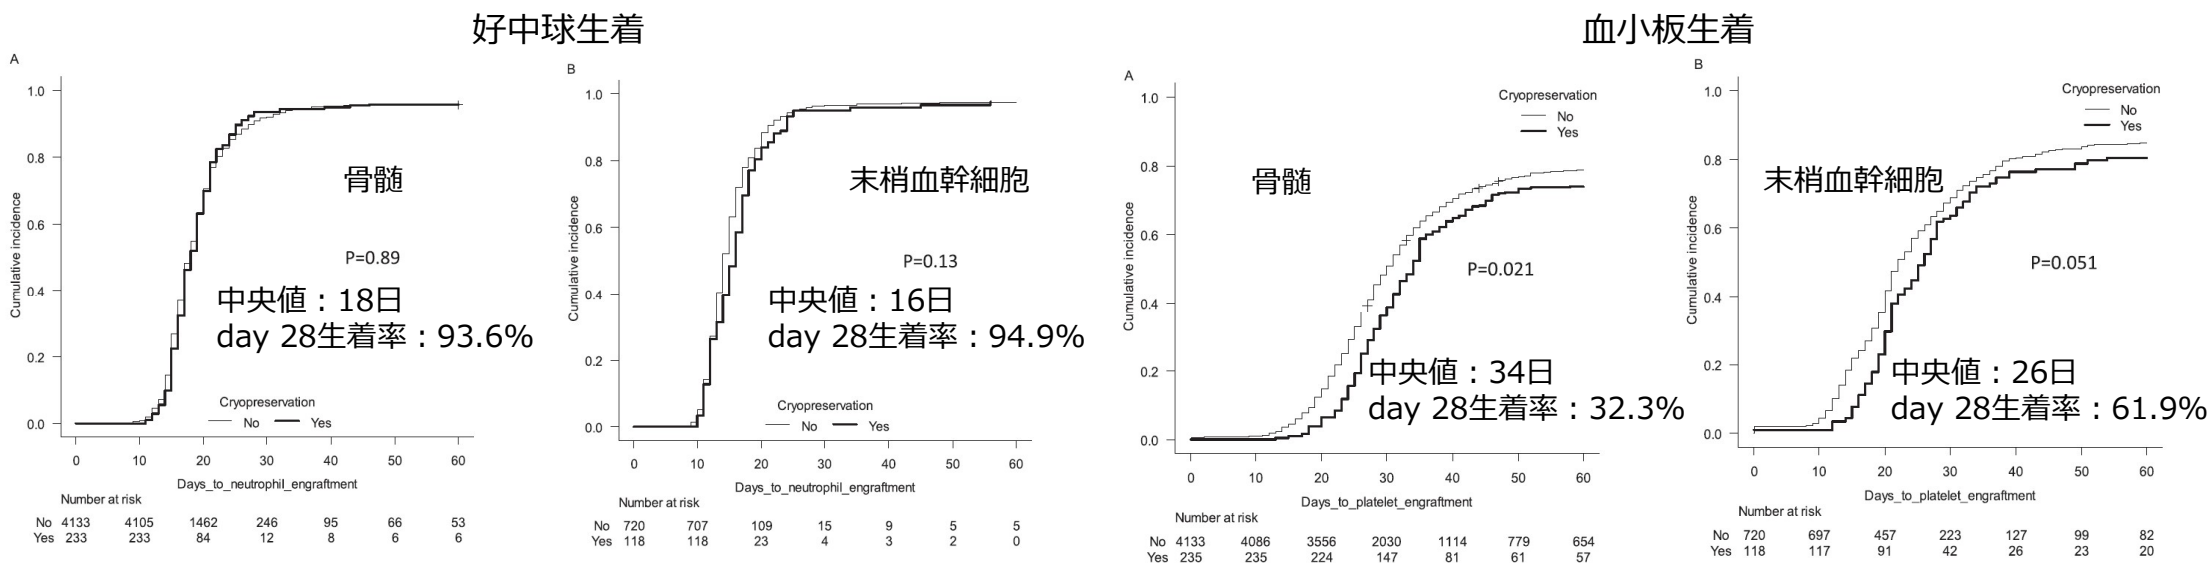 好中球生着
血小板生着
A
Cumulative incidence
1.0
0.8
0.6
0.4
0.2
0.0
骨髄
P=0.89
中央値：18日
day 28生着率：93.6%
Cryopreservation
No Yes
0 10 20 30 40 50 60
Days_to_neutrophil_engraftment
Number at risk
No 4133 4105 1462 246 95 66 53
Yes 233 233 84 12 8 6 6
B
Cumulative incidence
1.0
0.8
0.6
0.4
0.2
0.0
末梢血幹細胞
P=0.13
中央値：16日
day 28生着率：94.9%
Cryopreservation
No Yes
0 10 20 30 40 50 60
Days_to_neutrophil_engraftment
Number at risk
No 720 707 109 15 9 5 5
Yes 118 118 23 4 3 2 0
A
Cumulative incidence
1.0
0.8
0.6
0.4
0.2
0.0
Cryopreservation
No
Yes
骨髄
P=0.021
中央値：34日
day 28生着率：32.3%
0 10 20 30 40 50 60
Days_to_platelet_engraftment
Number at risk
No 4133 4086 3556 2030 1114 779 654
Yes 235 235 224 147 81 61 57
B
Cumulative incidence
1.0
0.8
0.6
0.4
0.2
0.0
Cryopreservation
No
Yes
末梢血幹細胞
P=0.051
中央値：26日
day 28生着率：61.9%
0 10 20 30 40 50 60
Days_to_platelet_engraftment
Number at risk
No 720 697 457 223 127 99 82
Yes 118 117 91 42 26 23 20